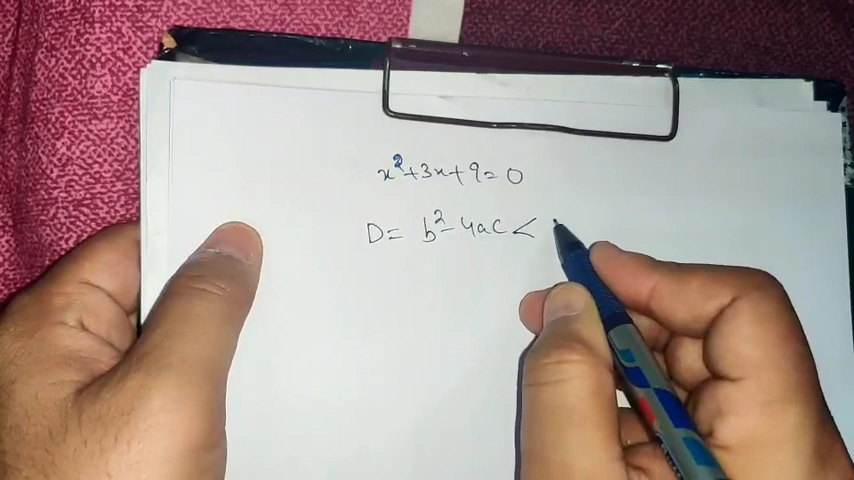 x²+3x+9=0
D= b²-4ac <